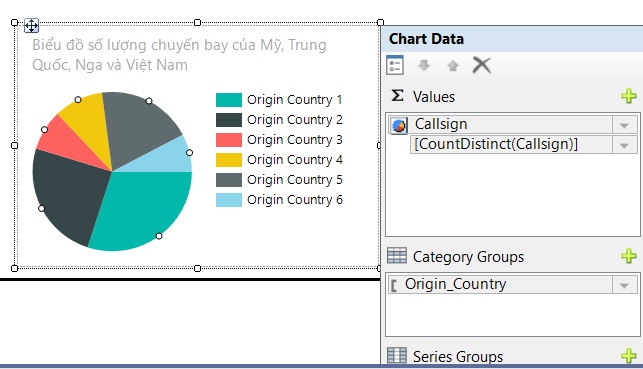 Biểu đồ số lượng chuyến bay của Mỹ, Trung
Quốc, Nga và Việt Nam
Origin Country 1
Origin Country 2
Origin Country 3
Origin Country 4
Origin Country 5
Origin Country 6
Chart Data
Σ Values
Callsign
[CountDistinct(Callsign)]
Category Groups
Origin_Country
Series Groups